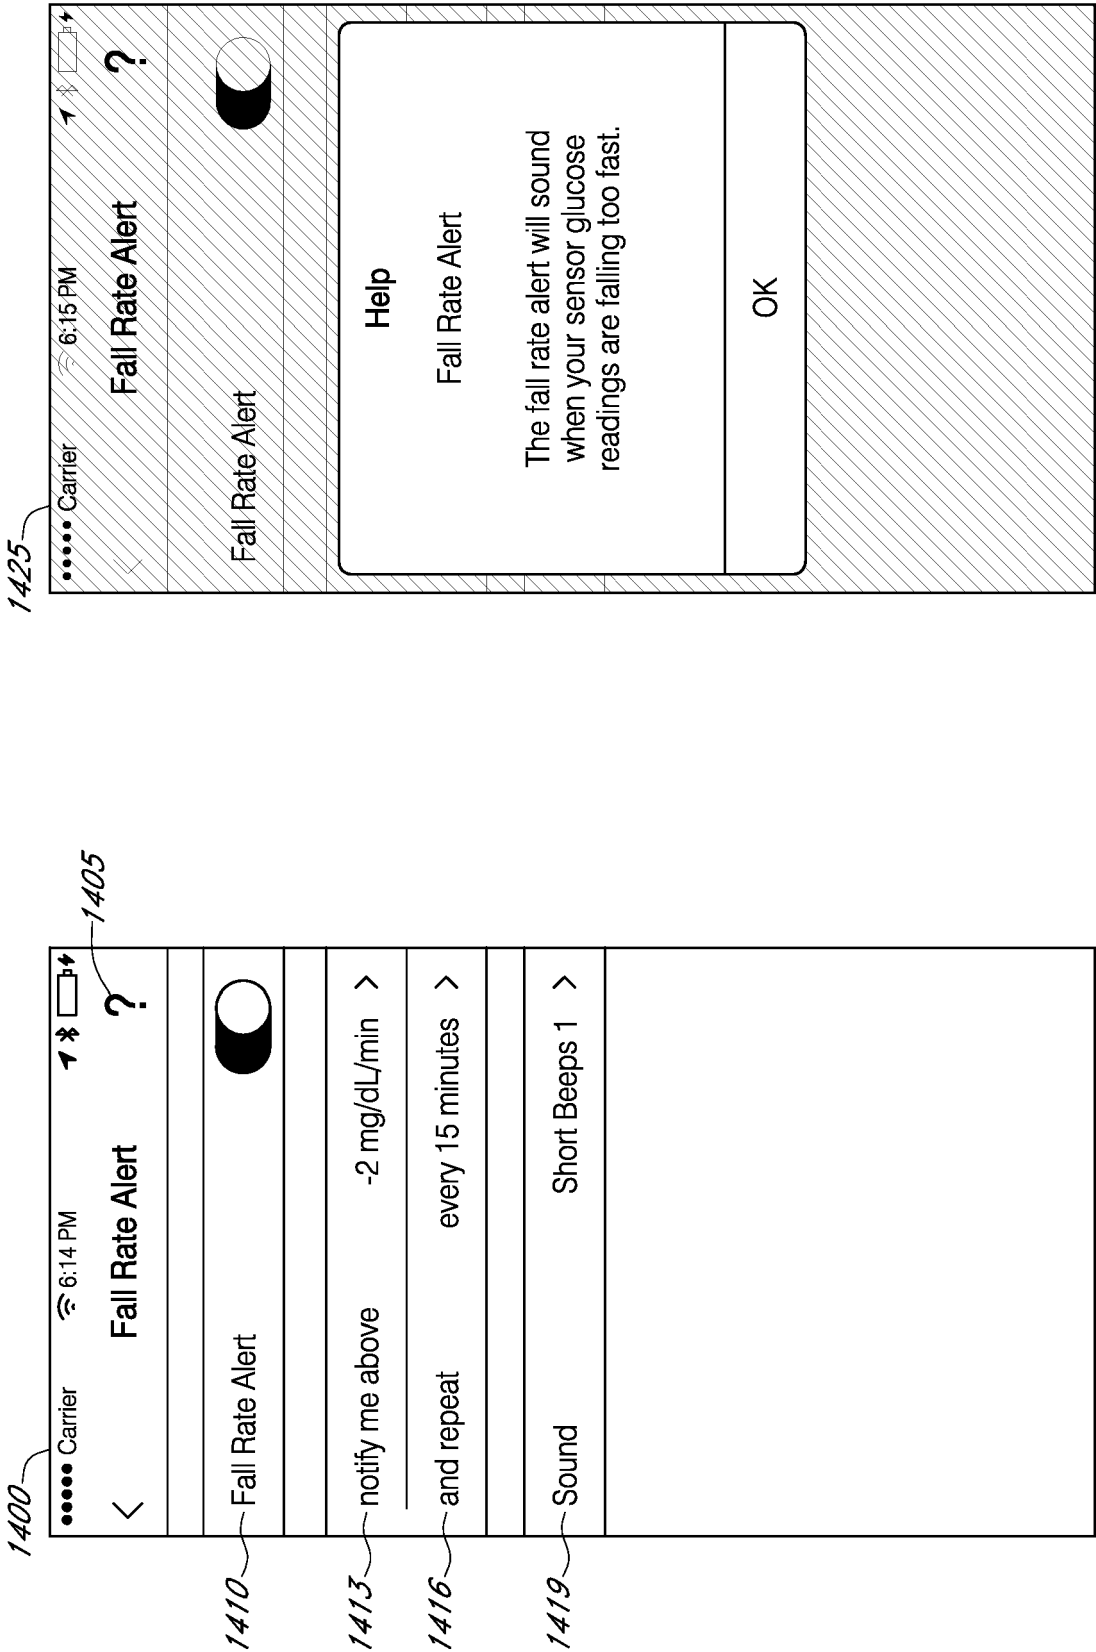 1400
••••• Carrier 6:14 PM
< Fall Rate Alert ?
1405
1410 Fall Rate Alert
1413 notify me above -2 mg/dL/min >
1416 and repeat every 15 minutes >
1419 Sound Short Beeps 1 >
1425
••••• Carrier 6:15 PM
< Fall Rate Alert ?
Fall Rate Alert
Help
Fall Rate Alert
The fall rate alert will sound
when your sensor glucose
readings are falling too fast.
OK